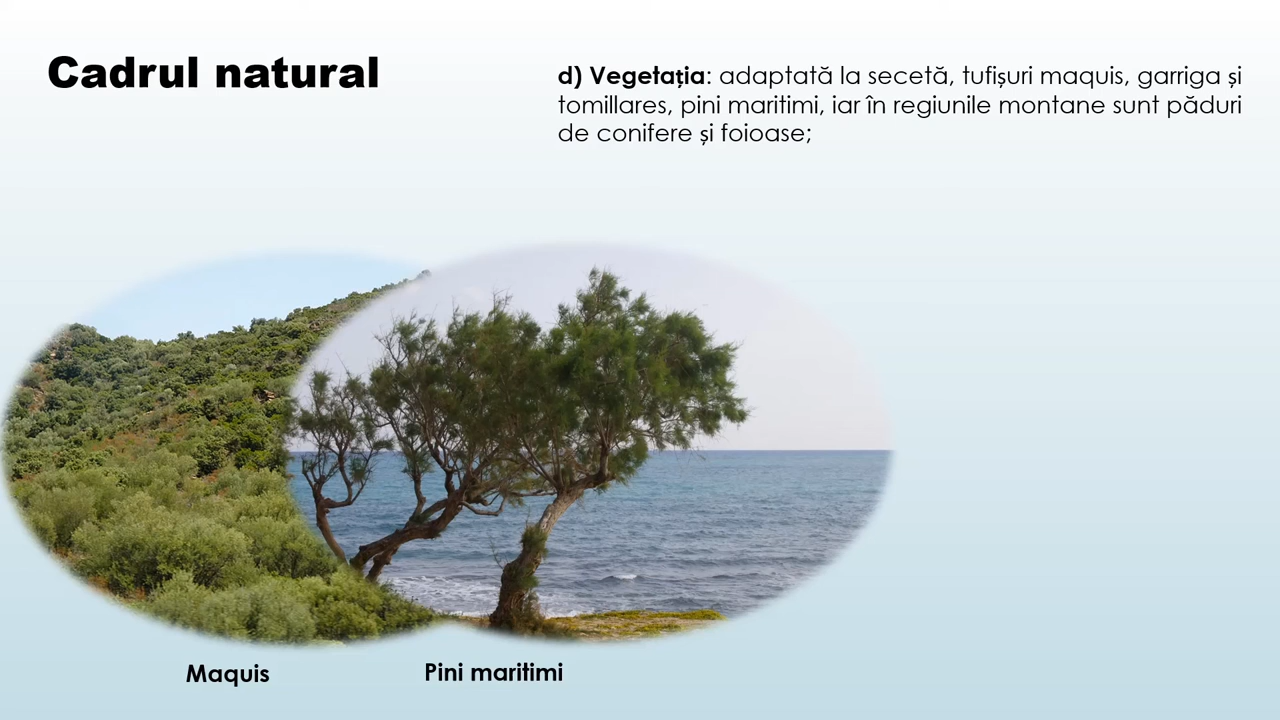 Cadrul natural
d) Vegetația: adaptată la secetă, tufișuri maquis, garriga și
tomillares, pini maritimi, iar în regiunile montane sunt păduri
de conifere și foioase;
Maquis
Pini maritimi